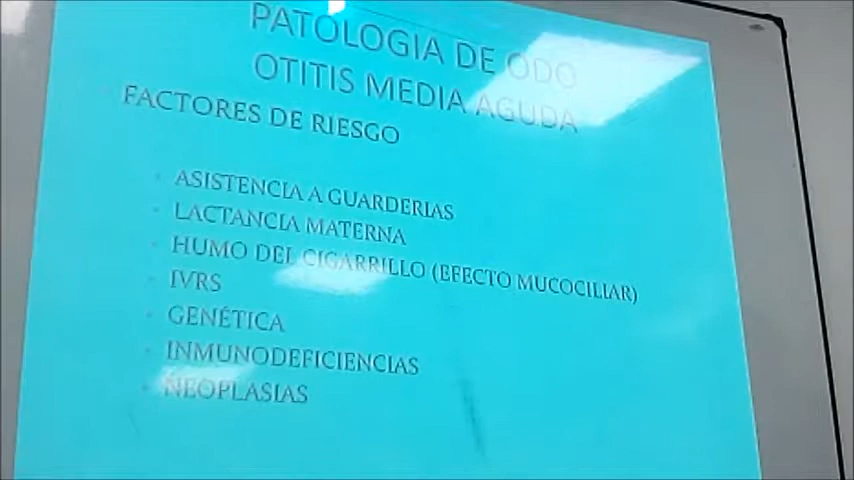 PATOLOGIA DE ODO
OTITIS MEDIA AGUDA
FACTORES DE RIESGO
ASISTENCIA A GUARDERIAS
LACTANCIA MATERNA
HUMO DEL CIGARRILLO (EFECTO MUCOCILIAR)
IVRS
GENÉTICA
INMUNODEFICIENCIAS
NEOPLASIAS